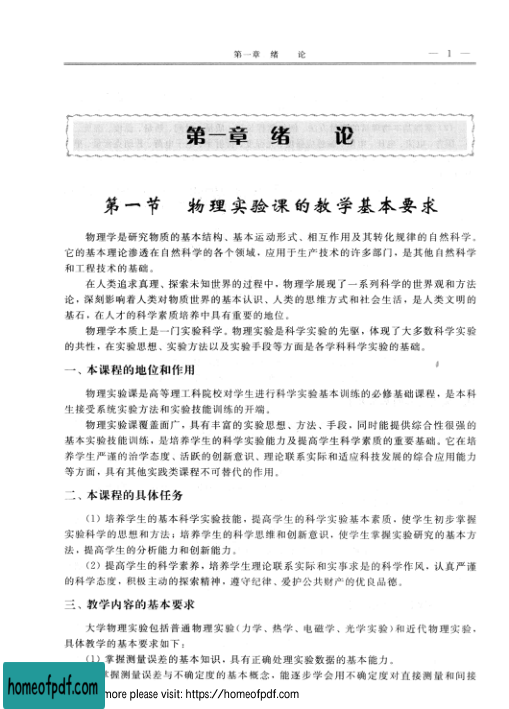 第一章 绪 论 — 1 —
第一章 绪 论
第一节 物理实验课的教学基本要求
物理学是研究物质的基本结构、基本运动形式、相互作用及其转化规律的自然科学。
它的基本理论渗透在自然科学的各个领域，应用于生产技术的许多部门，是其他自然科学
和工程技术的基础。
在人类追求真理、探索未知世界的过程中，物理学展现了一系列科学的世界观和方法
论，深刻影响着人类对物质世界的基本认识、人类的思维方式和社会生活，是人类文明的
基石，在人才的科学素质培养中具有重要的地位。
物理学本质上是一门实验科学。物理实验是科学实验的先驱，体现了大多数科学实验
的共性，在实验思想、实验方法以及实验手段等方面是各学科科学实验的基础。
一、本课程的地位和作用
物理实验课是高等理工科院校对学生进行科学实验基本训练的必修基础课程，是本科
生接受系统实验方法和实验技能训练的开端。
物理实验课覆盖面广，具有丰富的实验思想、方法、手段，同时能提供综合性很强的
基本实验技能训练，是培养学生的科学实验能力及提高学生科学素质的重要基础。它在培
养学生严谨的治学态度、活跃的创新意识、理论联系实际和适应科技发展的综合应用能力
等方面，具有其他实践类课程不可替代的作用。
二、本课程的具体任务
（1）培养学生的基本科学实验技能，提高学生的科学实验基本素质，使学生初步掌握
实验科学的思想和方法；培养学生的科学思维和创新意识，使学生掌握实验研究的基本方
法，提高学生的分析能力和创新能力。
（2）提高学生的科学素养，培养学生理论联系实际和实事求是的科学作风，认真严谨
的科学态度，积极主动的探索精神，遵守纪律、爱护公共财产的优良品德。
三、教学内容的基本要求
大学物理实验包括普通物理实验（力学、热学、电磁学、光学实验）和近代物理实验，
具体教学的基本要求如下：
（1）掌握测量误差的基本知识，具有正确处理实验数据的基本能力。
掌握测量误差与不确定度的基本概念，能逐步学会用不确定度对直接测量和间接
homeofpdf.com
more please visit: https://homeofpdf.com